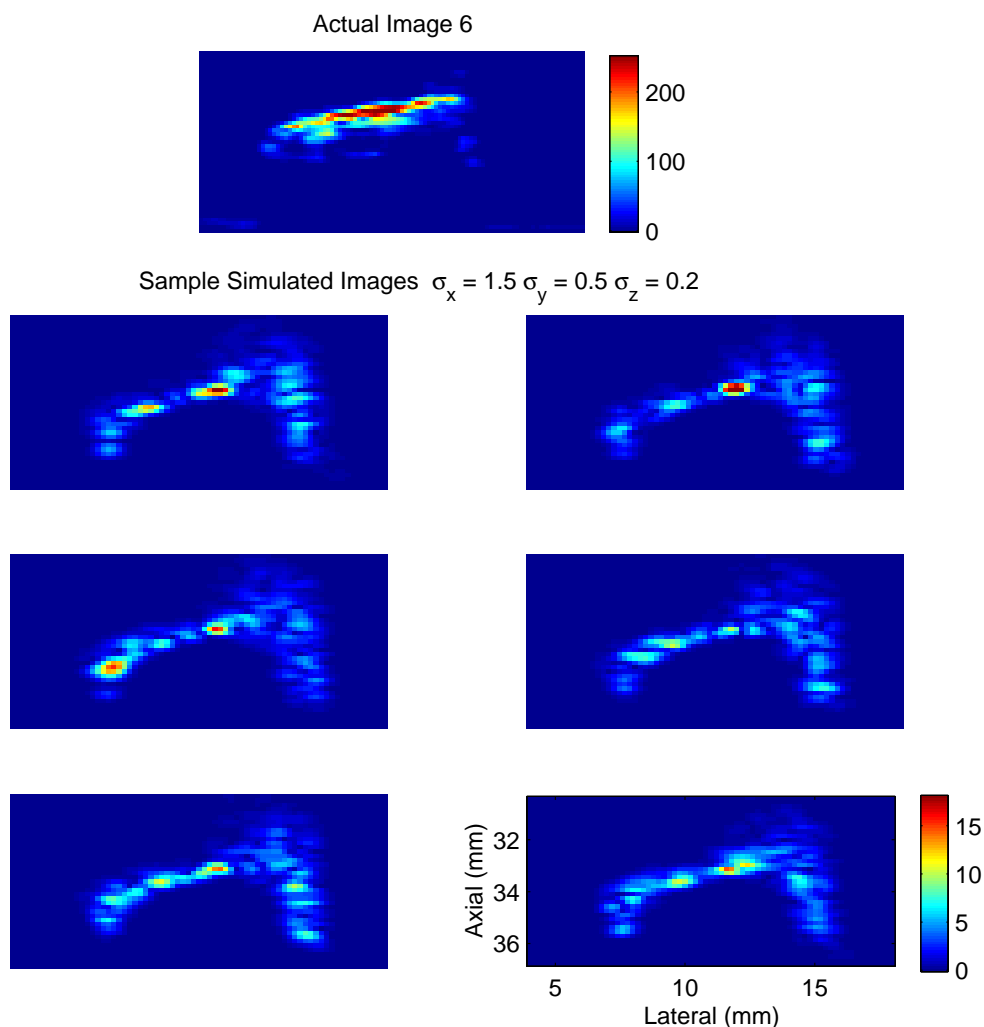 Actual Image 6
200
100
0
Sample Simulated Images σx = 1.5 σy = 0.5 σz = 0.2
32
34
36
Axial (mm)
5 10 15
Lateral (mm)
15
10
5
0